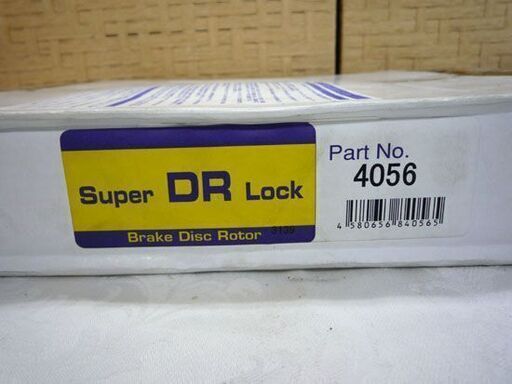 Super DR Lock
Brake Disc Rotor
3139
Part No.
4056
4 580656 840565